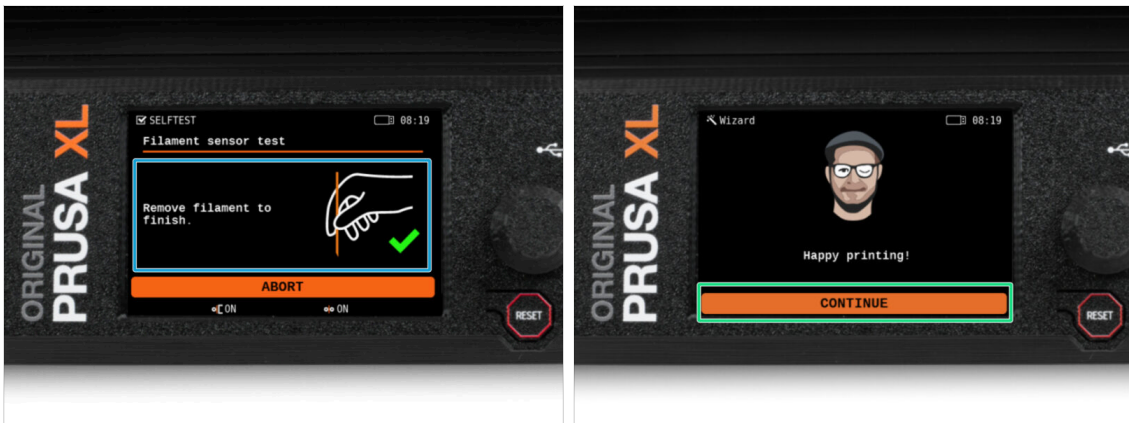 ORIGINAL
PRUSA XL
SELFTEST
08:19
Filament sensor test
Remove filament to
finish.
ABORT
ON
ON
RESET
ORIGINAL
PRUSA XL
Wizard
08:19
Happy printing!
CONTINUE
RESET